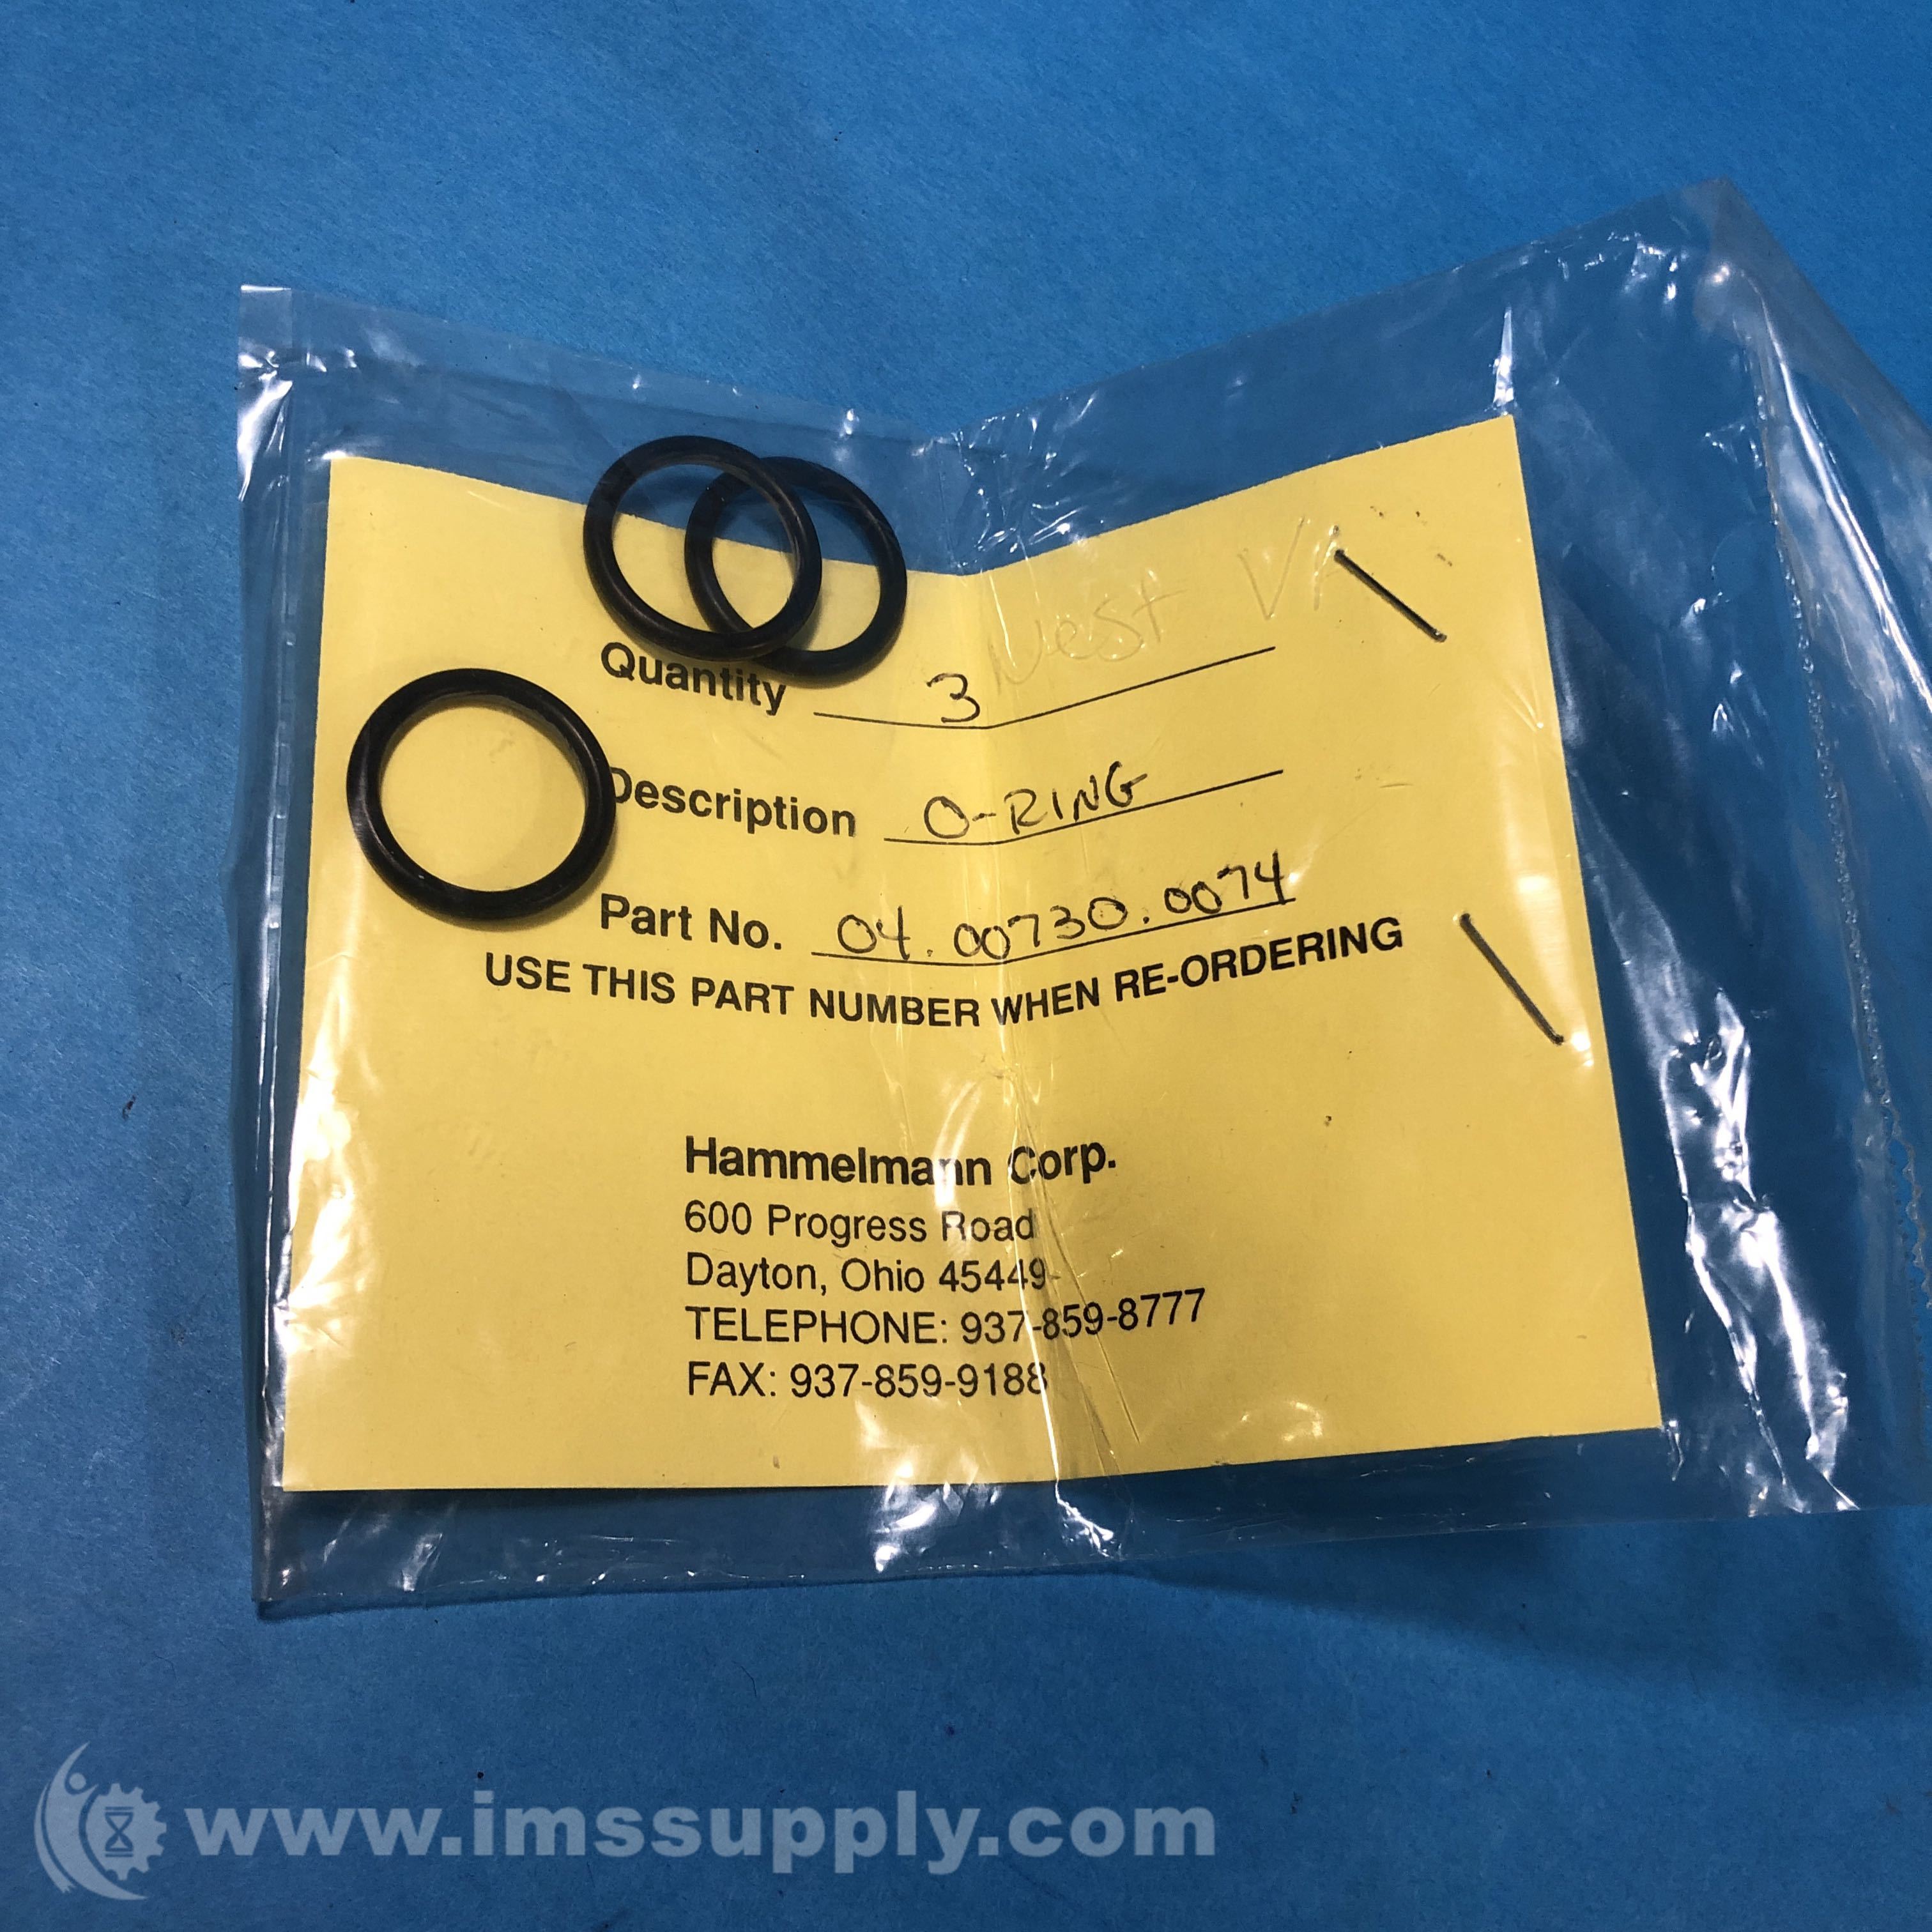 West VA
Quantity 3
Description O-RING
Part No. 04.00730.0074
USE THIS PART NUMBER WHEN RE-ORDERING
Hammelmann Corp.
600 Progress Road
Dayton, Ohio 45449
TELEPHONE: 937-859-8777
FAX: 937-859-9188
www.imssupply.com